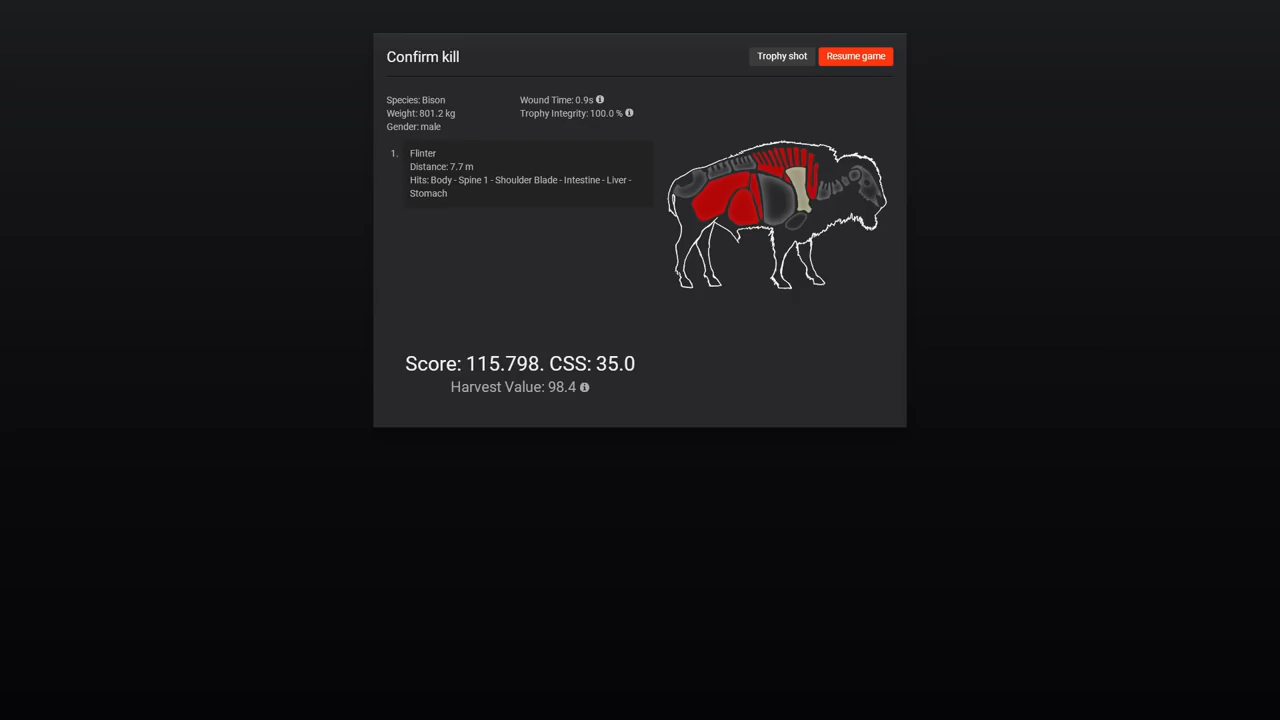 Confirm kill
Trophy shot
Resume game
Species: Bison
Wound Time: 0.9s
Weight: 801.2 kg
Trophy Integrity: 100.0 %
Gender: male
1. Flinter
Distance: 7.7 m
Hits: Body - Spine 1 - Shoulder Blade - Intestine - Liver -
Stomach
Score: 115.798. CSS: 35.0
Harvest Value: 98.4